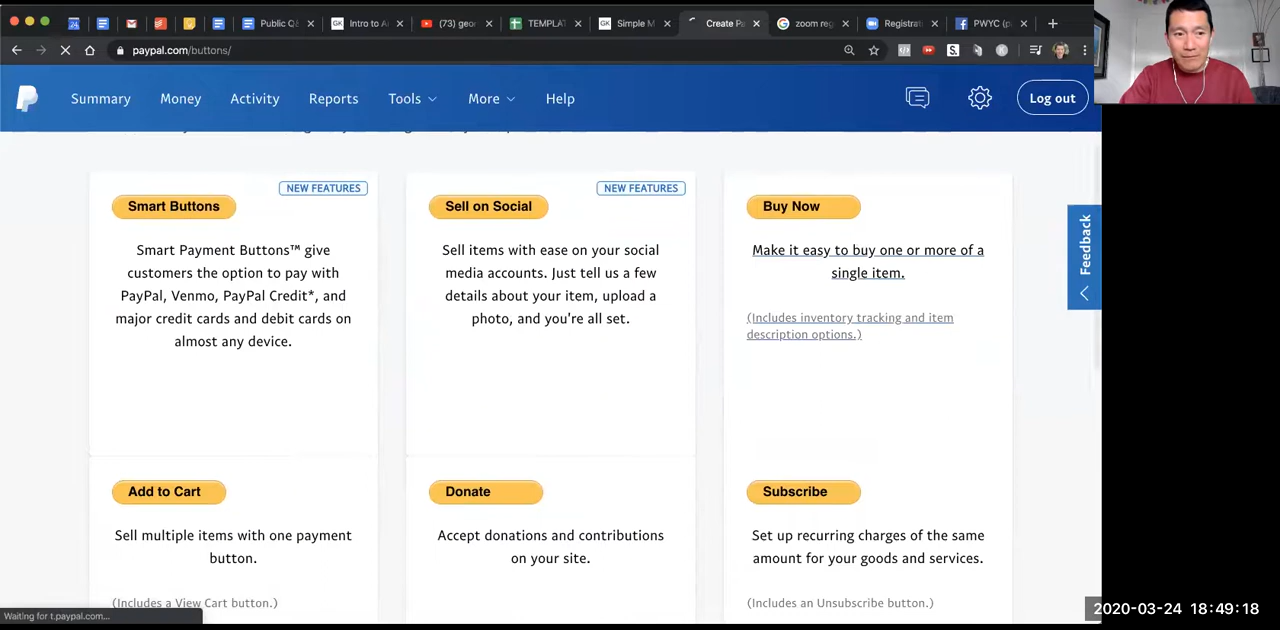 Public Q&
Intro to A
(73) geor
TEMPLAT
Simple M
Create Pa
zoom reg
Registrat
PWYC (p
paypal.com/buttons/
Summary
Money
Activity
Reports
Tools
More
Help
Log out
NEW FEATURES
Smart Buttons
Smart Payment Buttons™ give
customers the option to pay with
PayPal, Venmo, PayPal Credit*, and
major credit cards and debit cards on
almost any device.
NEW FEATURES
Sell on Social
Sell items with ease on your social
media accounts. Just tell us a few
details about your item, upload a
photo, and you're all set.
Buy Now
Make it easy to buy one or more of a
single item.
(Includes inventory tracking and item
description options.)
Feedback
Add to Cart
Sell multiple items with one payment
button.
(Includes a View Cart button.)
Donate
Accept donations and contributions
on your site.
Subscribe
Set up recurring charges of the same
amount for your goods and services.
(Includes an Unsubscribe button.)
Waiting for t.paypal.com...
2020-03-24 18:49:18